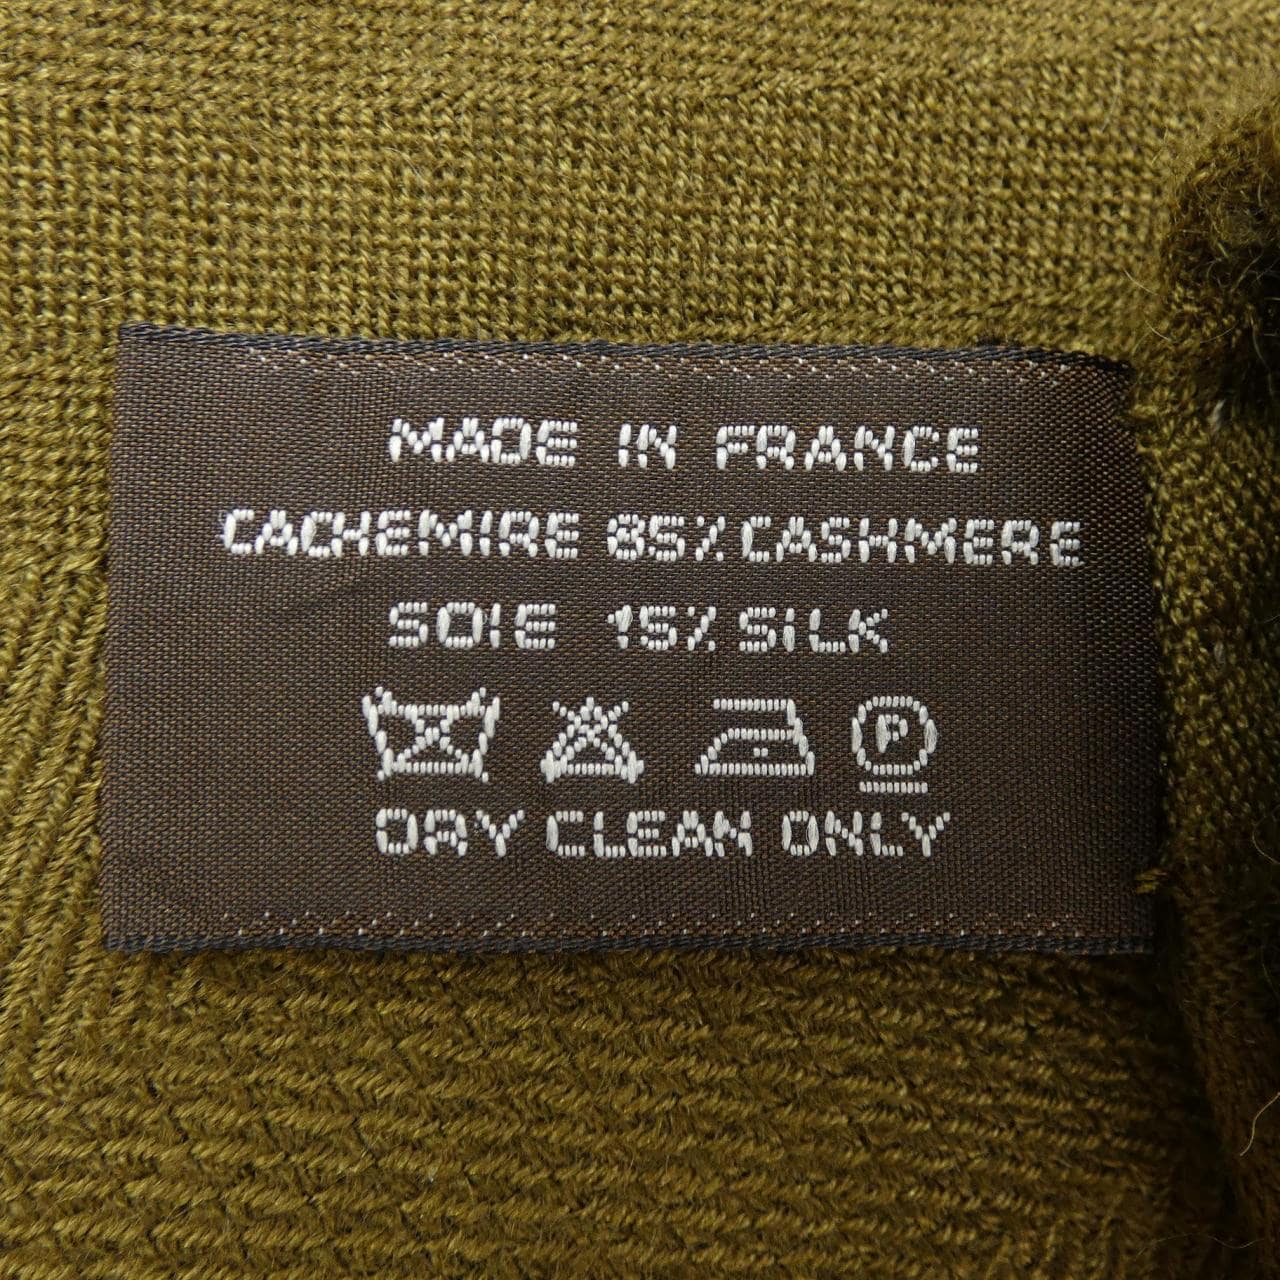 MADE IN FRANCE
CACHEMIRE 85% CASHMERE
SOIE 15% SILK
P
DRY CLEAN ONLY